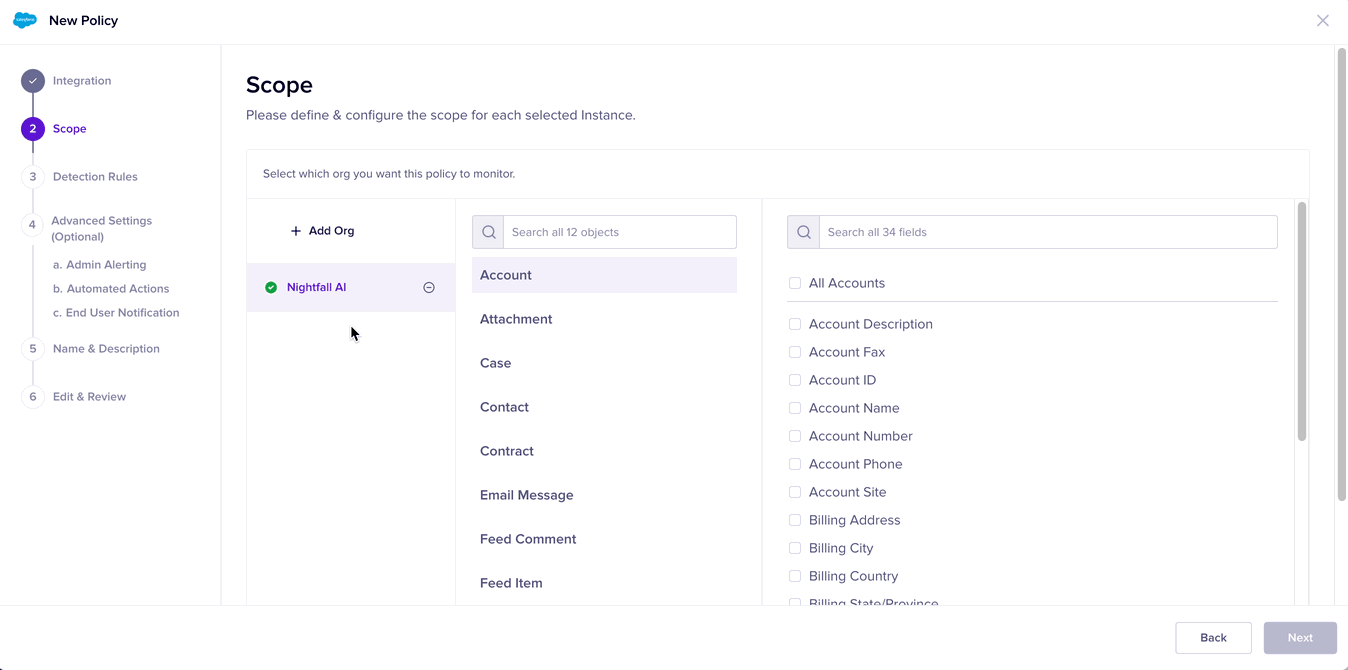 New Policy
Integration
2 Scope
3 Detection Rules
4 Advanced Settings
(Optional)
a. Admin Alerting
b. Automated Actions
c. End User Notification
5 Name & Description
6 Edit & Review
Scope
Please define & configure the scope for each selected Instance.
Select which org you want this policy to monitor.
+ Add Org
Nightfall AI
Search all 12 objects
Account
Attachment
Case
Contact
Contract
Email Message
Feed Comment
Feed Item
Search all 34 fields
All Accounts
Account Description
Account Fax
Account ID
Account Name
Account Number
Account Phone
Account Site
Billing Address
Billing City
Billing Country
Billing State/Province
Back
Next